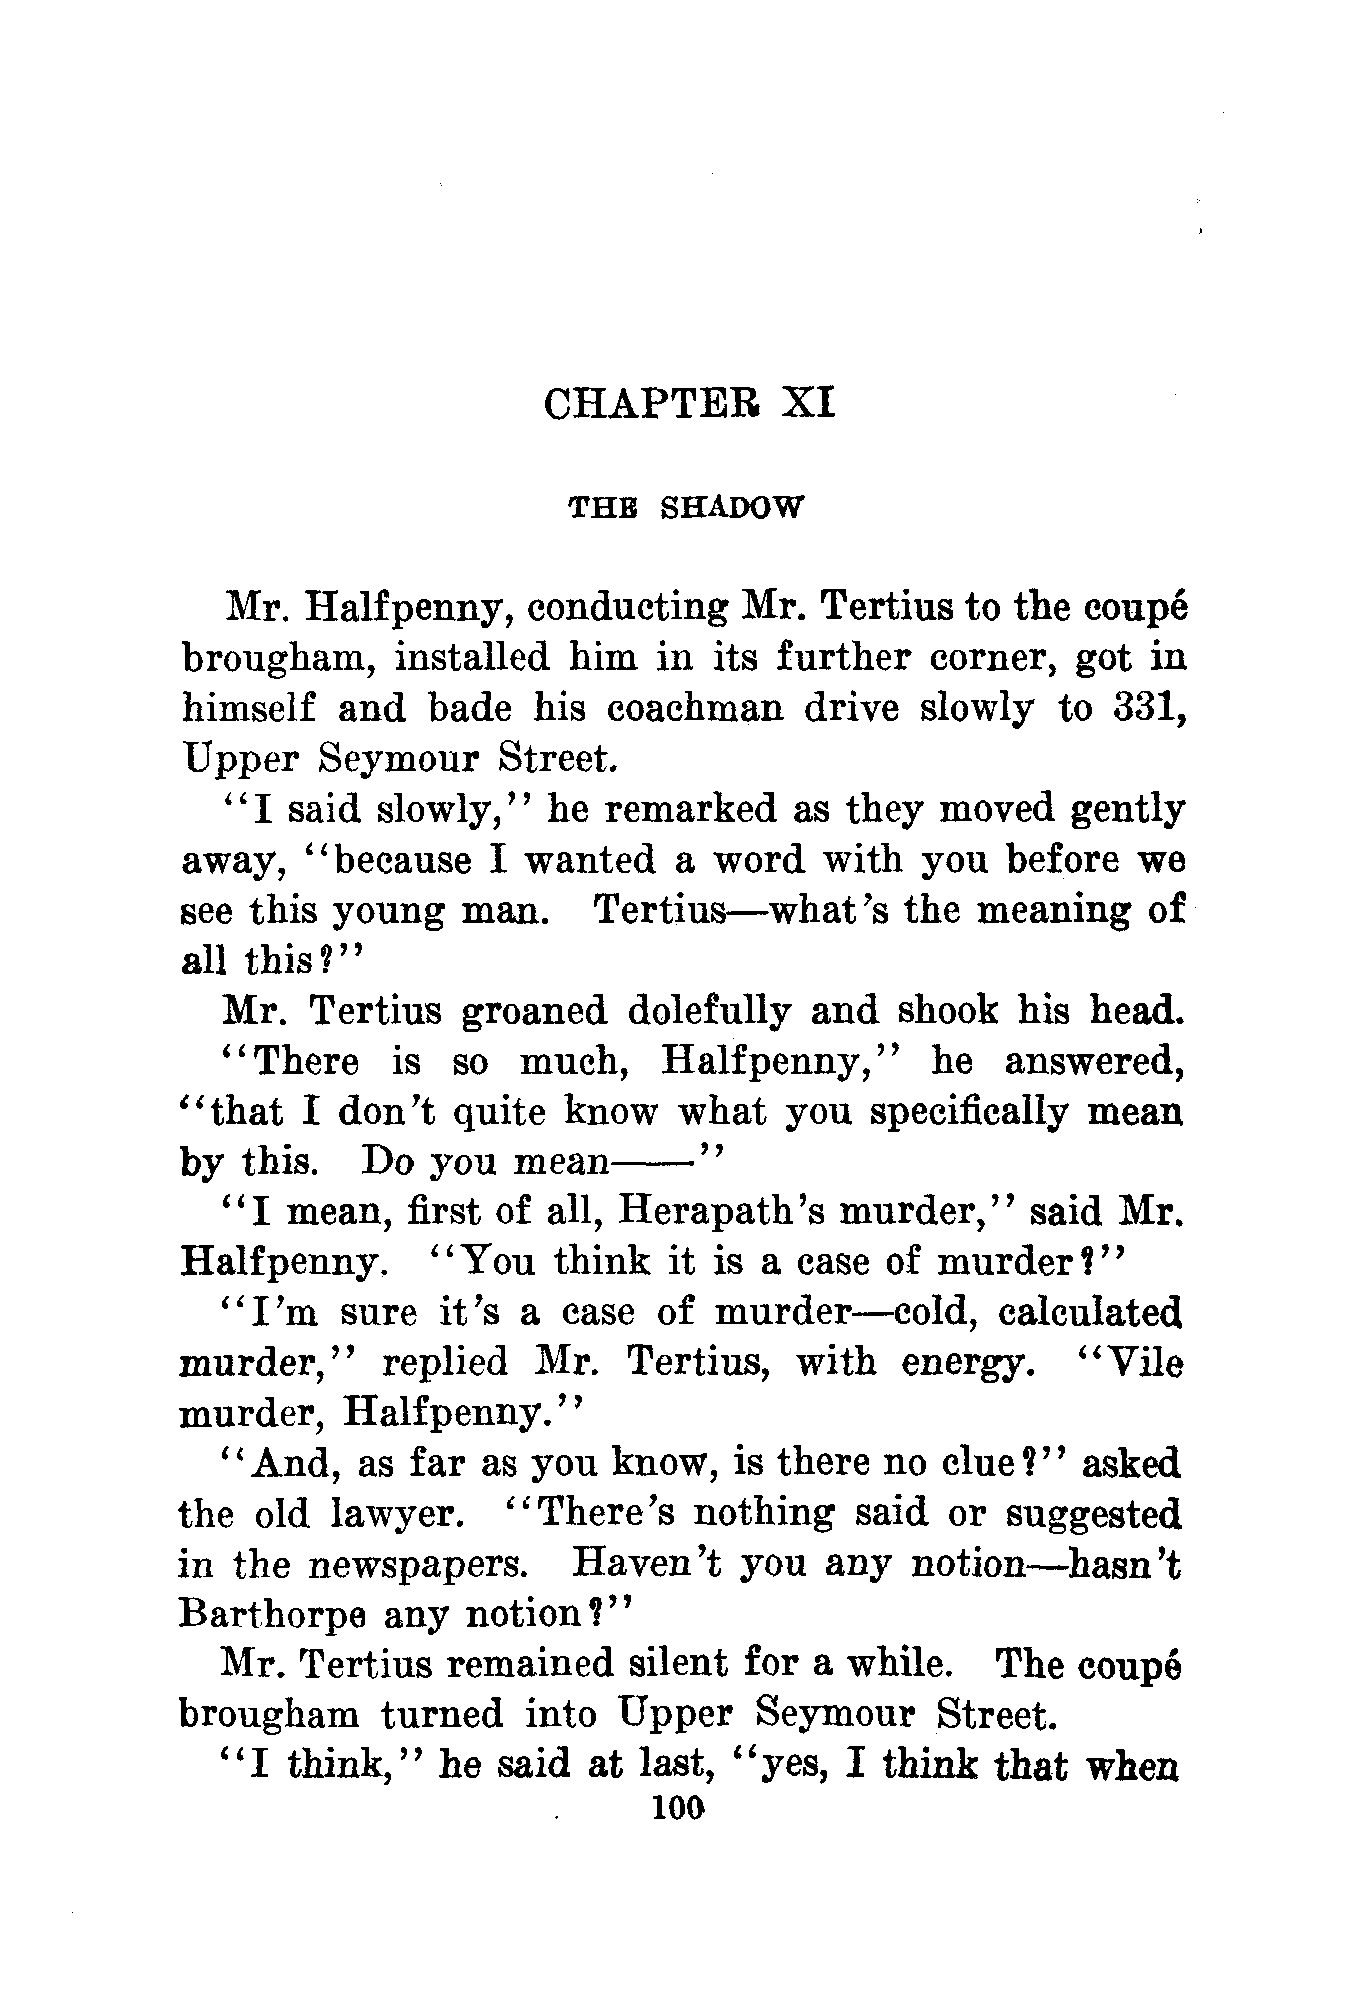 CHAPTER XI
THE SHADOW
Mr. Halfpenny, conducting Mr. Tertius to the coupé
brougham, installed him in its further corner, got in
himself and bade his coachman drive slowly to 331,
Upper Seymour Street.
"I said slowly," he remarked as they moved gently
away, "because I wanted a word with you before we
see this young man. Tertius—what's the meaning of
all this?"
Mr. Tertius groaned dolefully and shook his head.
"There is so much, Halfpenny," he answered,
"that I don't quite know what you specifically mean
by this. Do you mean——"
"I mean, first of all, Herapath's murder," said Mr.
Halfpenny. "You think it is a case of murder?"
"I'm sure it's a case of murder—cold, calculated
murder," replied Mr. Tertius, with energy. "Vile
murder, Halfpenny."
"And, as far as you know, is there no clue?" asked
the old lawyer. "There's nothing said or suggested
in the newspapers. Haven't you any notion—hasn't
Barthorpe any notion?"
Mr. Tertius remained silent for a while. The coupé
brougham turned into Upper Seymour Street.
"I think," he said at last, "yes, I think that when
100